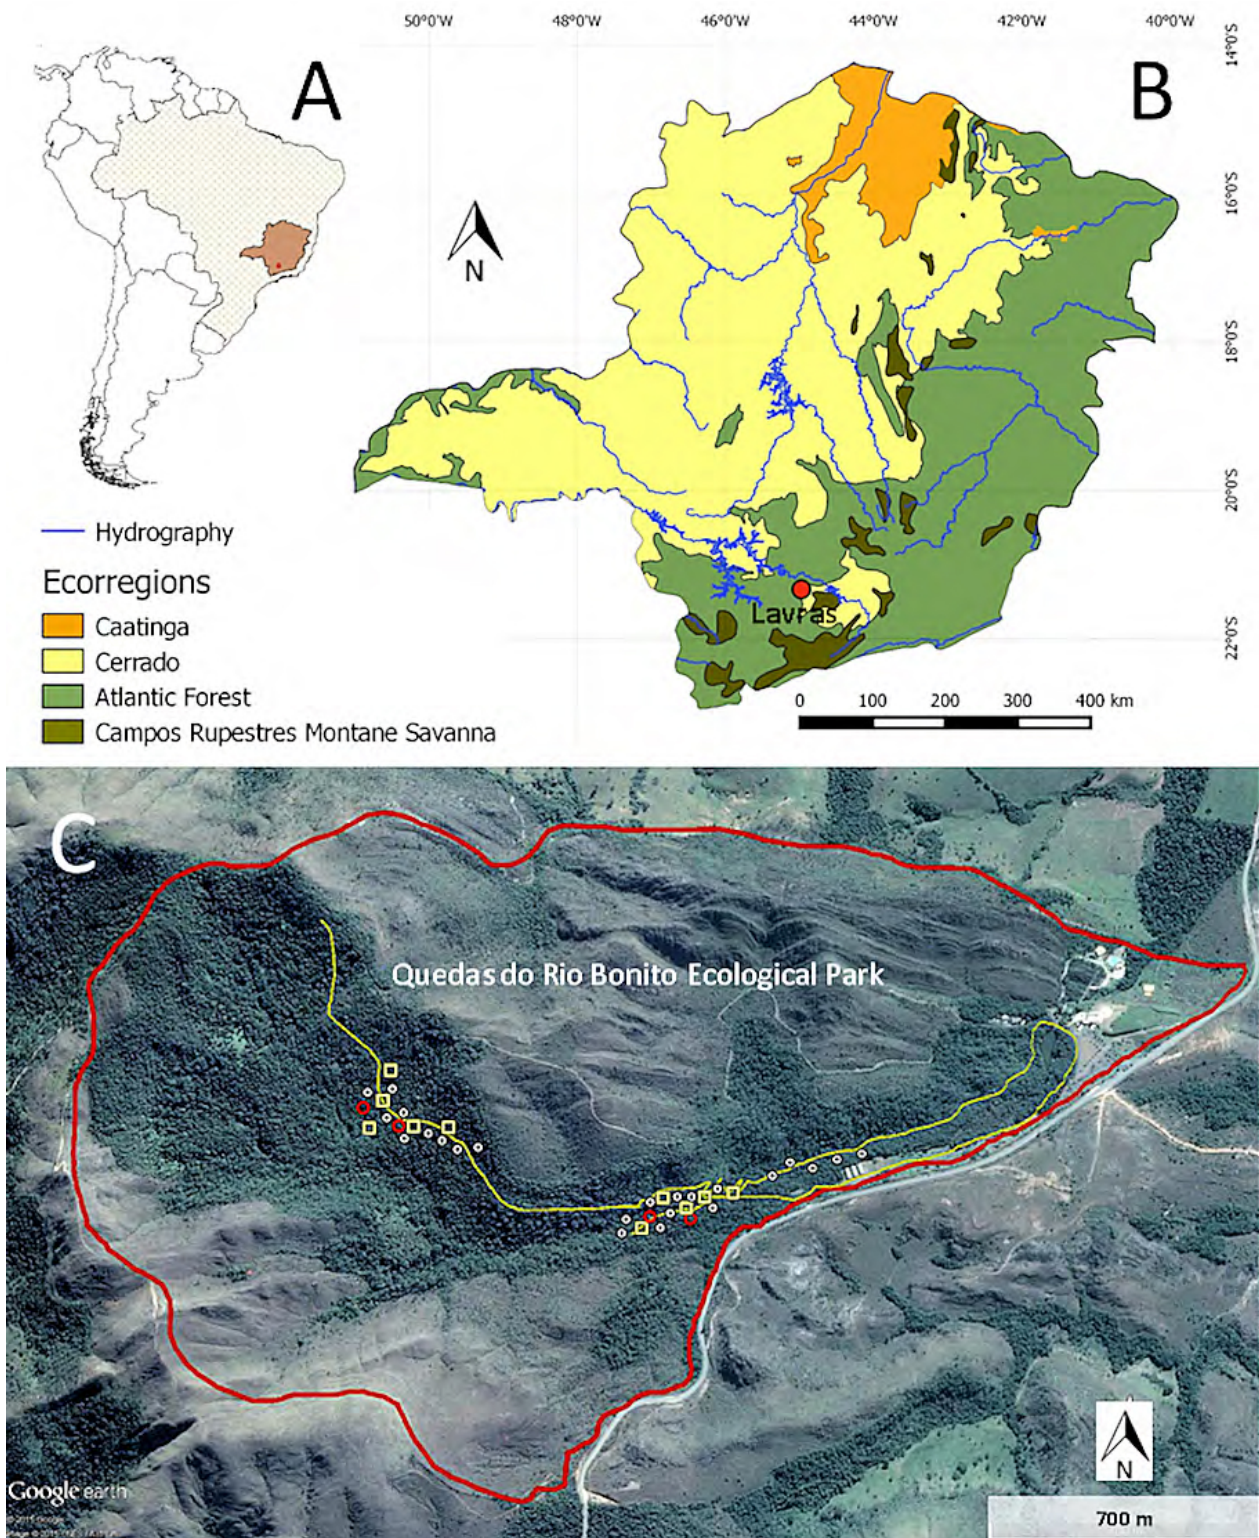 50°0'W 48°0'W 46°0'W 44°0'W 42°0'W 40°0'W
A
B
14°0'S
16°0'S
18°0'S
20°0'S
22°0'S
N
Hydrography
Ecorregions
Caatinga
Cerrado
Atlantic Forest
Campos Rupestres Montane Savanna
Lavras
0 100 200 300 400 km
C
Quedas do Rio Bonito Ecological Park
N
Google earth
700 m